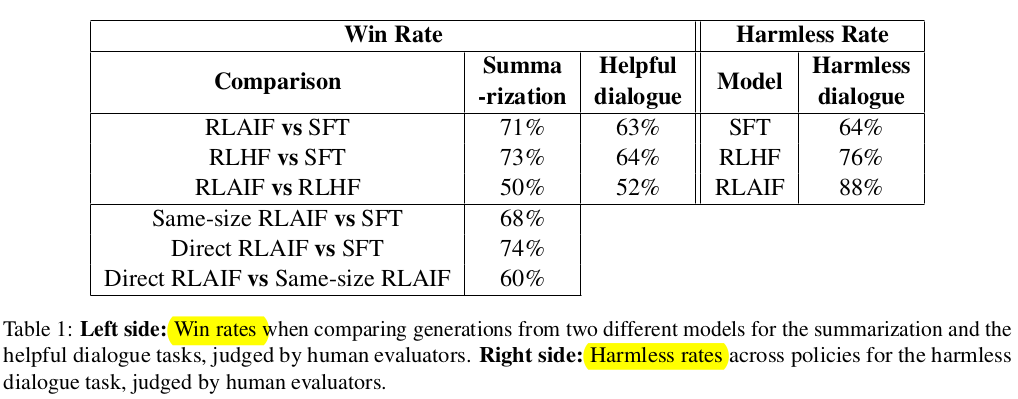 Win Rate Harmless Rate
Comparison Summa-rization Helpful dialogue Model Harmless dialogue
RLAIF vs SFT 71% 63% SFT 64%
RLHF vs SFT 73% 64% RLHF 76%
RLAIF vs RLHF 50% 52% RLAIF 88%
Same-size RLAIF vs SFT 68%
Direct RLAIF vs SFT 74%
Direct RLAIF vs Same-size RLAIF 60%
Table 1: Left side: Win rates when comparing generations from two different models for the summarization and the
helpful dialogue tasks, judged by human evaluators. Right side: Harmless rates across policies for the harmless
dialogue task, judged by human evaluators.